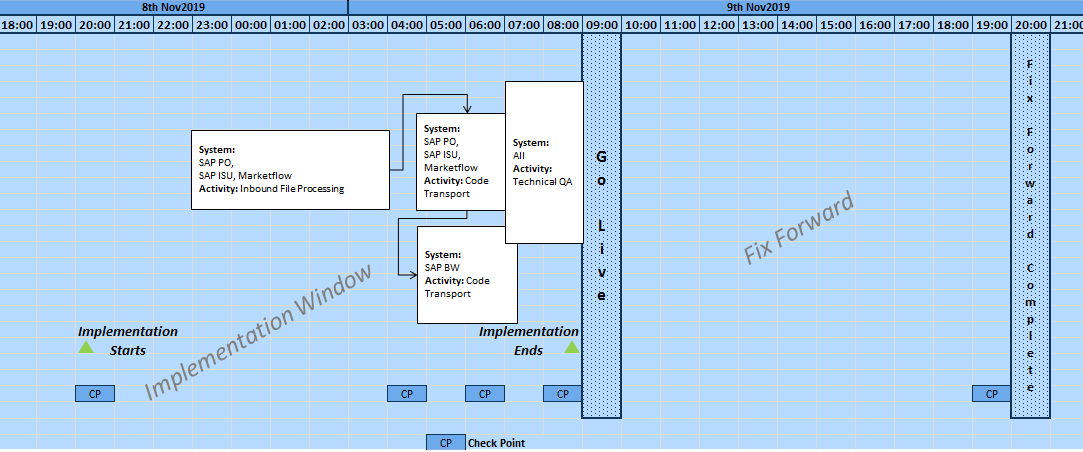 8th Nov2019 9th Nov2019
18:00 19:00 20:00 21:00 22:00 23:00 00:00 01:00 02:00 03:00 04:00 05:00 06:00 07:00 08:00 09:00 10:00 11:00 12:00 13:00 14:00 15:00 16:00 17:00 18:00 19:00 20:00 21:00
System:
SAP PO,
SAP ISU, Marketflow
Activity: Inbound File Processing
System:
SAP PO,
SAP ISU,
Marketflow
Activity: Code
Transport
System:
All
Activity:
Technical QA
System:
SAP BW
Activity: Code
Transport
Go Live
Fix Forward Complete
Implementation Window
Fix Forward
Implementation
Starts
Implementation
Ends
CP CP CP CP CP
CP Check Point